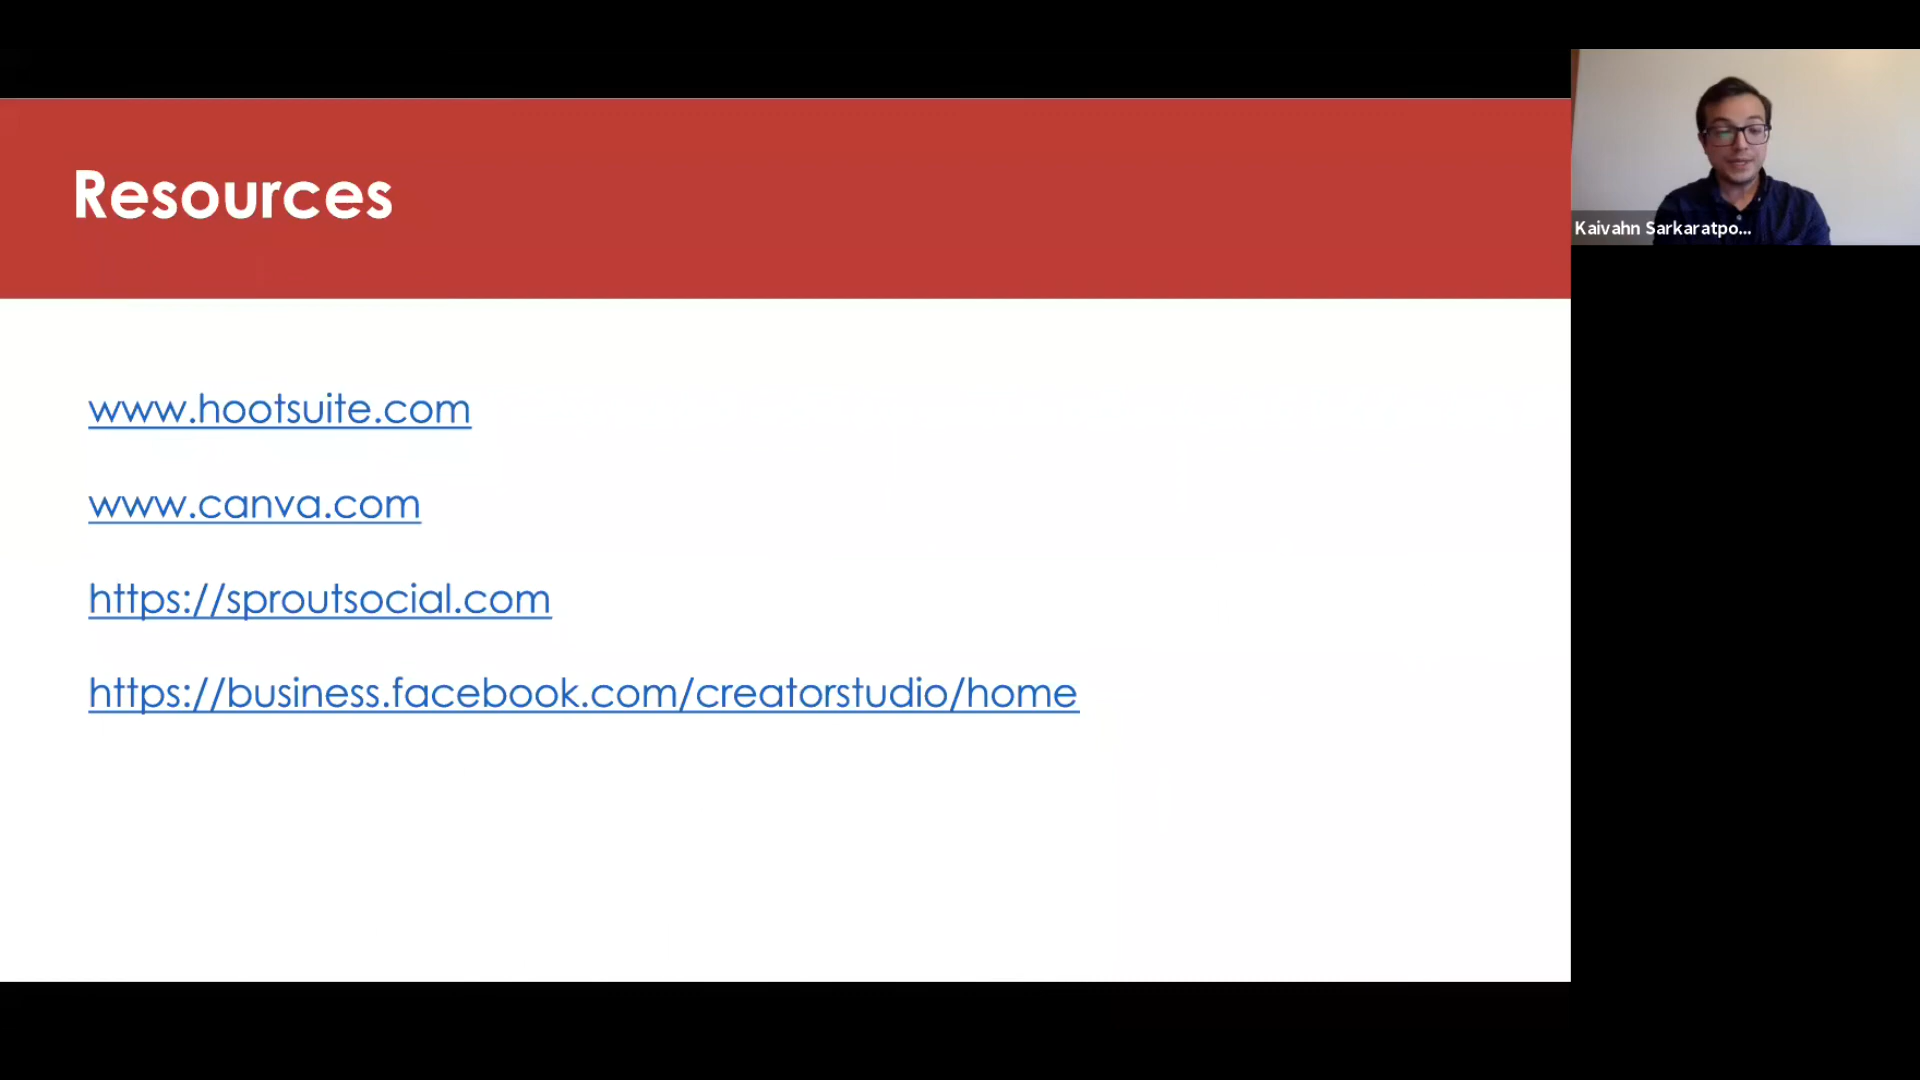 Resources
Kaivahn Sarkaratpo...
www.hootsuite.com
www.canva.com
https://sproutsocial.com
https://business.facebook.com/creatorstudio/home